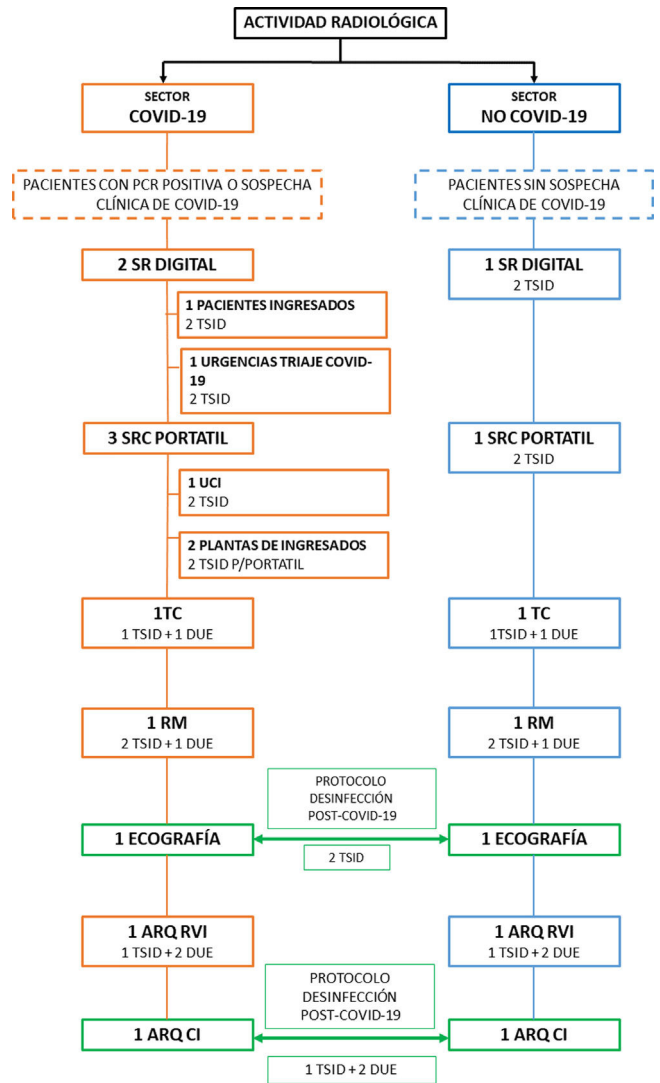 ACTIVIDAD RADIOLÓGICA
SECTOR
COVID-19
SECTOR
NO COVID-19
PACIENTES CON PCR POSITIVA O SOSPECHA
CLÍNICA DE COVID-19
PACIENTES SIN SOSPECHA
CLÍNICA DE COVID-19
2 SR DIGITAL
1 SR DIGITAL
2 TSID
1 PACIENTES INGRESADOS
2 TSID
1 URGENCIAS TRIAJE COVID-
19
2 TSID
3 SRC PORTATIL
1 SRC PORTATIL
2 TSID
1 UCI
2 TSID
2 PLANTAS DE INGRESADOS
2 TSID P/PORTATIL
1TC
1 TSID + 1 DUE
1 TC
1TSID + 1 DUE
1 RM
2 TSID + 1 DUE
1 RM
2 TSID + 1 DUE
PROTOCOLO
DESINFECCIÓN
POST-COVID-19
1 ECOGRAFÍA
1 ECOGRAFÍA
2 TSID
1 ARQ RVI
1 TSID + 2 DUE
1 ARQ RVI
1 TSID + 2 DUE
PROTOCOLO
DESINFECCIÓN
POST-COVID-19
1 ARQ CI
1 ARQ CI
1 TSID + 2 DUE